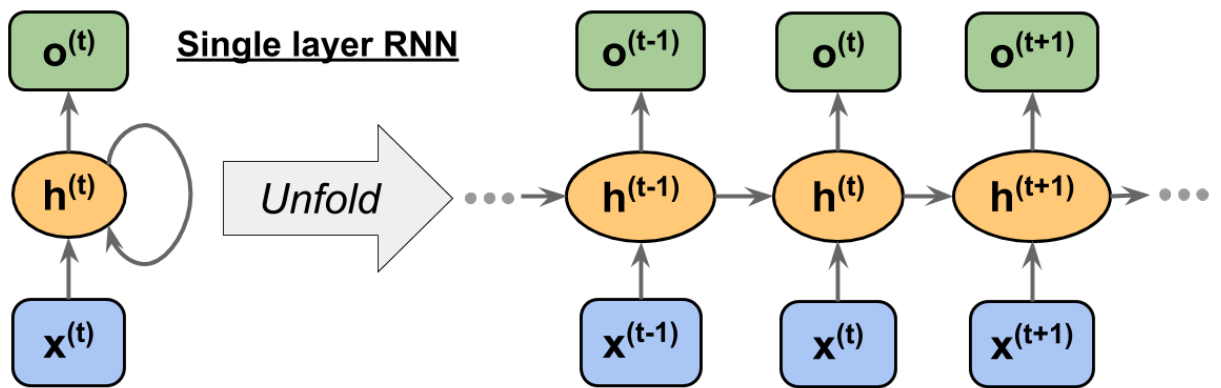 Single layer RNN
o(t)
h(t)
x(t)
Unfold
o(t-1)
o(t)
o(t+1)
h(t-1)
h(t)
h(t+1)
x(t-1)
x(t)
x(t+1)